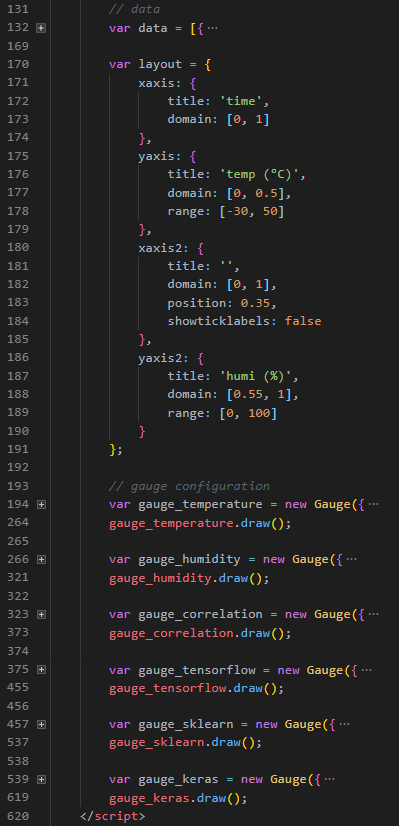 131 // data
132 var data = [{ ···
169
170 var layout = {
171 xaxis: {
172 title: 'time',
173 domain: [0, 1]
174 },
175 yaxis: {
176 title: 'temp (°C)',
177 domain: [0, 0.5],
178 range: [-30, 50]
179 },
180 xaxis2: {
181 title: '',
182 domain: [0, 1],
183 position: 0.35,
184 showticklabels: false
185 },
186 yaxis2: {
187 title: 'humi (%)',
188 domain: [0.55, 1],
189 range: [0, 100]
190 }
191 };
192
193 // gauge configuration
194 var gauge_temperature = new Gauge({ ···
264 gauge_temperature.draw();
265
266 var gauge_humidity = new Gauge({ ···
321 gauge_humidity.draw();
322
323 var gauge_correlation = new Gauge({ ···
373 gauge_correlation.draw();
374
375 var gauge_tensorflow = new Gauge({ ···
455 gauge_tensorflow.draw();
456
457 var gauge_sklearn = new Gauge({ ···
537 gauge_sklearn.draw();
538
539 var gauge_keras = new Gauge({ ···
619 gauge_keras.draw();
620 </script>